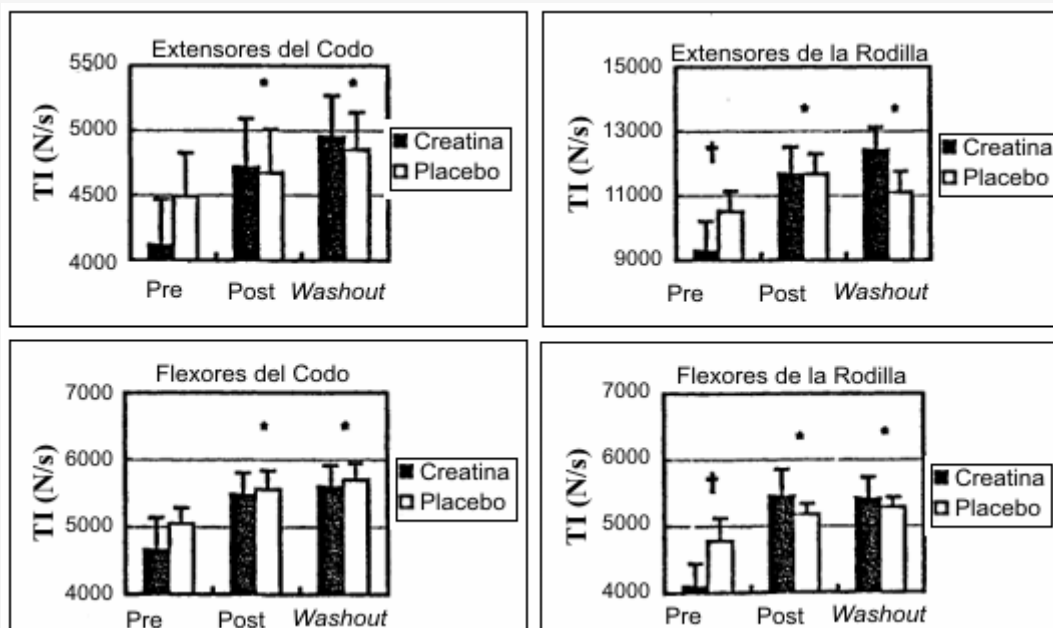 Extensores del Codo
5500
5000
4500
4000
TI (N/s)
* *
Creatina
Placebo
Pre Post Washout
Extensores de la Rodilla
15000
13000
11000
9000
TI (N/s)
† * *
Creatina
Placebo
Pre Post Washout
Flexores del Codo
7000
6000
5000
4000
TI (N/s)
* *
Creatina
Placebo
Pre Post Washout
Flexores de la Rodilla
7000
6000
5000
4000
TI (N/s)
† * *
Creatina
Placebo
Pre Post Washout